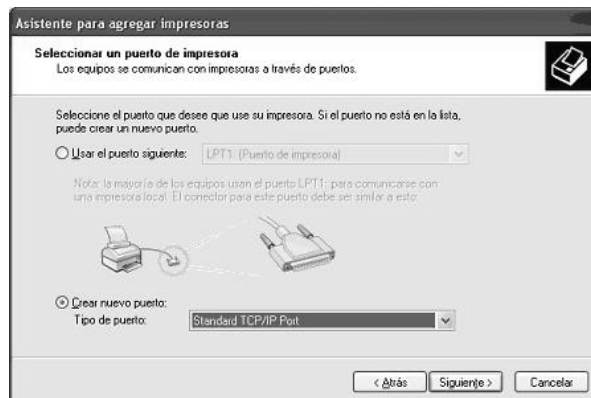 Asistente para agregar impresoras
Seleccionar un puerto de impresora
Los equipos se comunican con impresoras a través de puertos.
Seleccione el puerto que desee que use su impresora. Si el puerto no está en la lista,
puede crear un nuevo puerto.
Usar el puerto siguiente: LPT1: (Puerto de impresora)
Nota: la mayoría de los equipos usan el puerto LPT1: para comunicarse con
una impresora local. El conector para este puerto debe ser similar a esto:
Crear nuevo puerto:
Tipo de puerto: Standard TCP/IP Port
< Atrás Siguiente > Cancelar